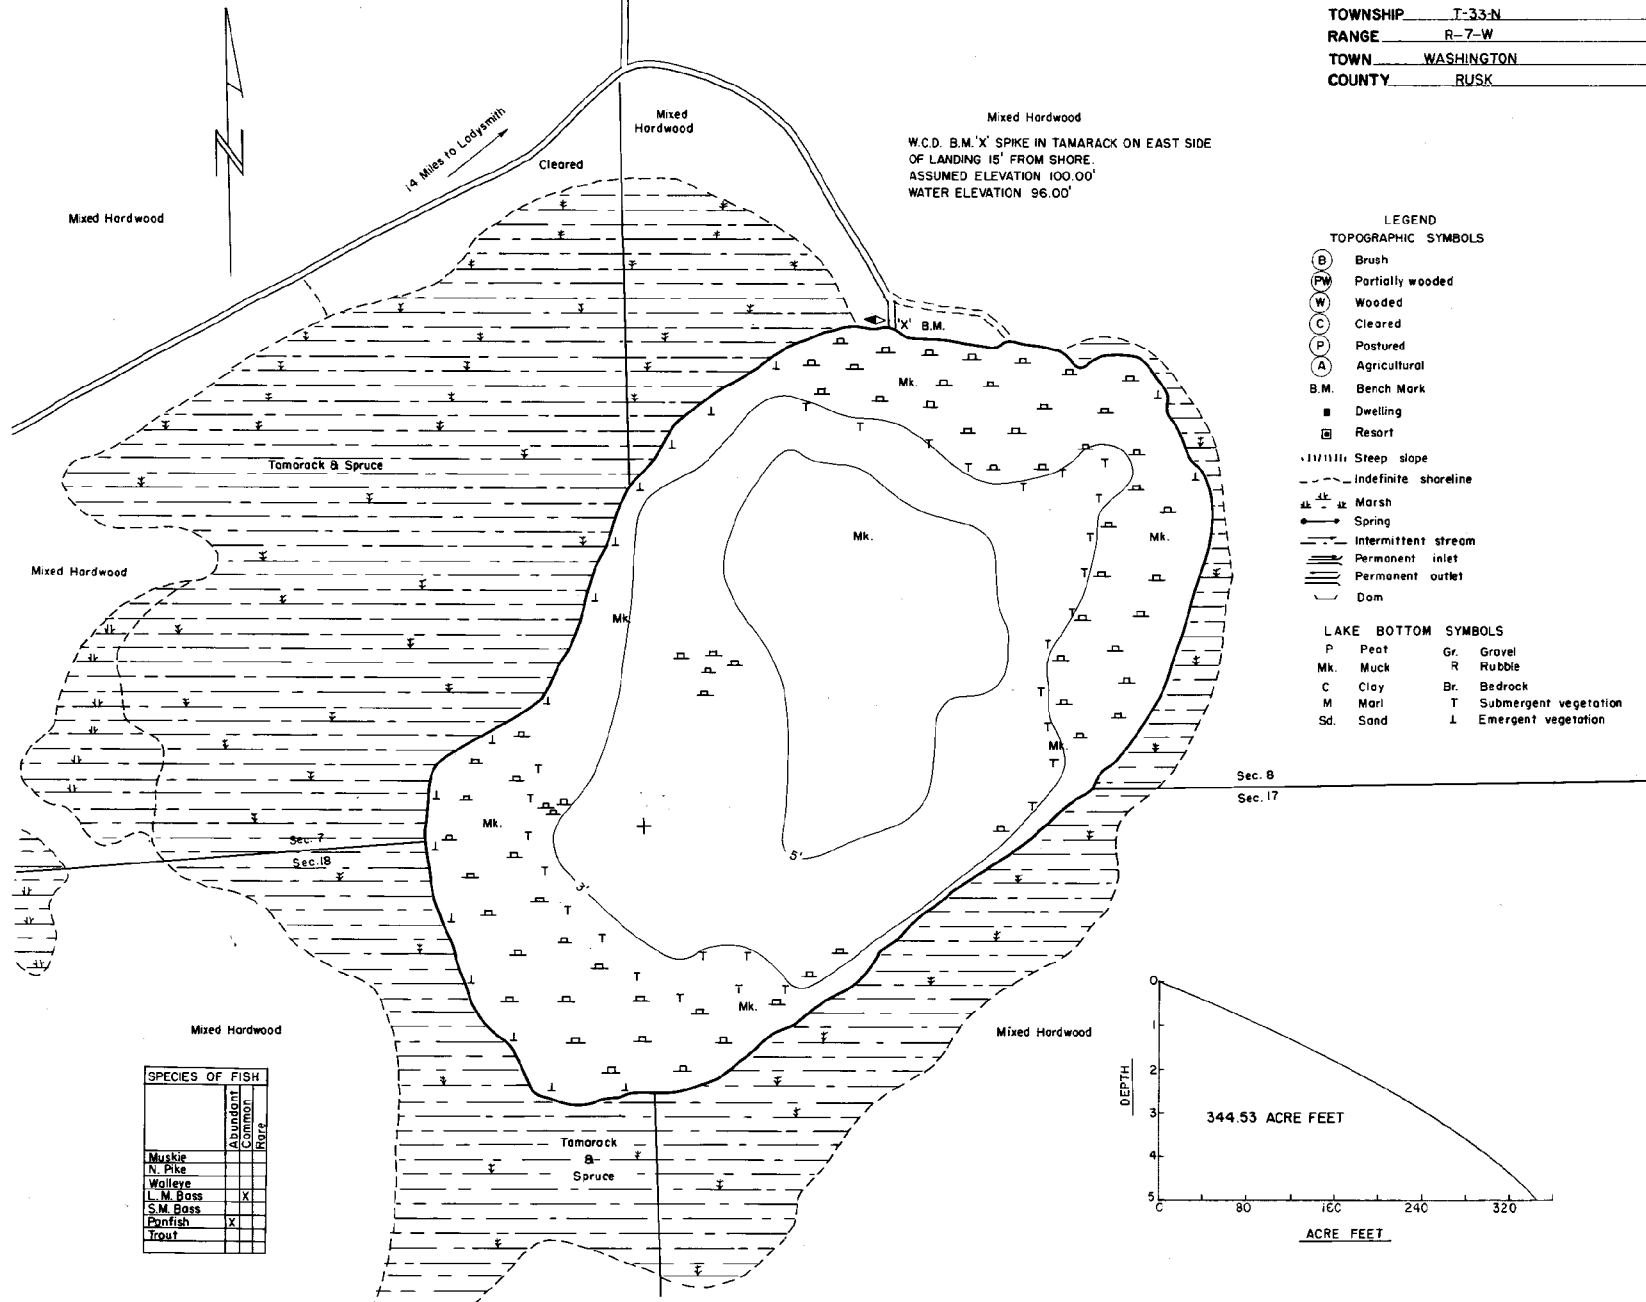 TOWNSHIP T-33-N
RANGE R-7-W
TOWN WASHINGTON
COUNTY RUSK
N
14 Miles to Ladysmith
Mixed
Hardwood
Mixed Hardwood
W.C.D. B.M.'X' SPIKE IN TAMARACK ON EAST SIDE
OF LANDING 15' FROM SHORE.
ASSUMED ELEVATION 100.00'
WATER ELEVATION 96.00'
Cleared
Mixed Hardwood
LEGEND
TOPOGRAPHIC SYMBOLS
B Brush
PW Partially wooded
W Wooded
C Cleared
P Pastured
A Agricultural
B.M. Bench Mark
Dwelling
Resort
Steep slope
Indefinite shoreline
Marsh
Spring
Intermittent stream
Permanent inlet
Permanent outlet
Dam
LAKE BOTTOM SYMBOLS
P Peat Gr. Gravel
Mk. Muck R Rubble
C Clay Br. Bedrock
M Marl T Submergent vegetation
Sd. Sand ⊥ Emergent vegetation
'X' B.M.
Mk.
Tamarack & Spruce
Mk.
Mk.
Mixed Hardwood
Mk.
Mk.
Sec. 8
Sec. 17
Mk.
Sec. 7
Sec. 18
5'
3'
Mk.
Mixed Hardwood
Mixed Hardwood
Tamarack
&
Spruce
SPECIES OF FISH
Abundant
Common
Rare
Muskie
N. Pike
Walleye
L.M. Bass X
S.M. Bass
Panfish X
Trout
0
1
2
3
4
5
DEPTH
344.53 ACRE FEET
0 80 160 240 320
ACRE FEET